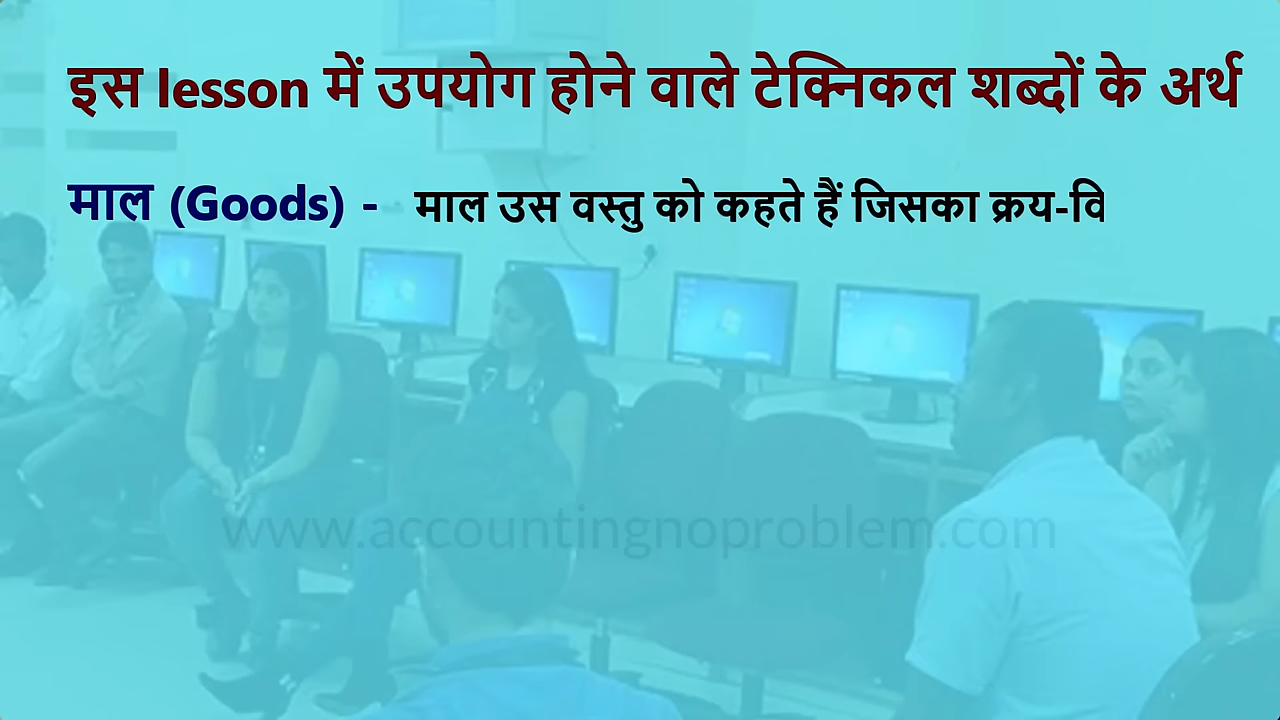 इस lesson में उपयोग होने वाले टेक्निकल शब्दों के अर्थ
माल (Goods) - माल उस वस्तु को कहते हैं जिसका क्रय-वि
www.accountingnoproblem.com